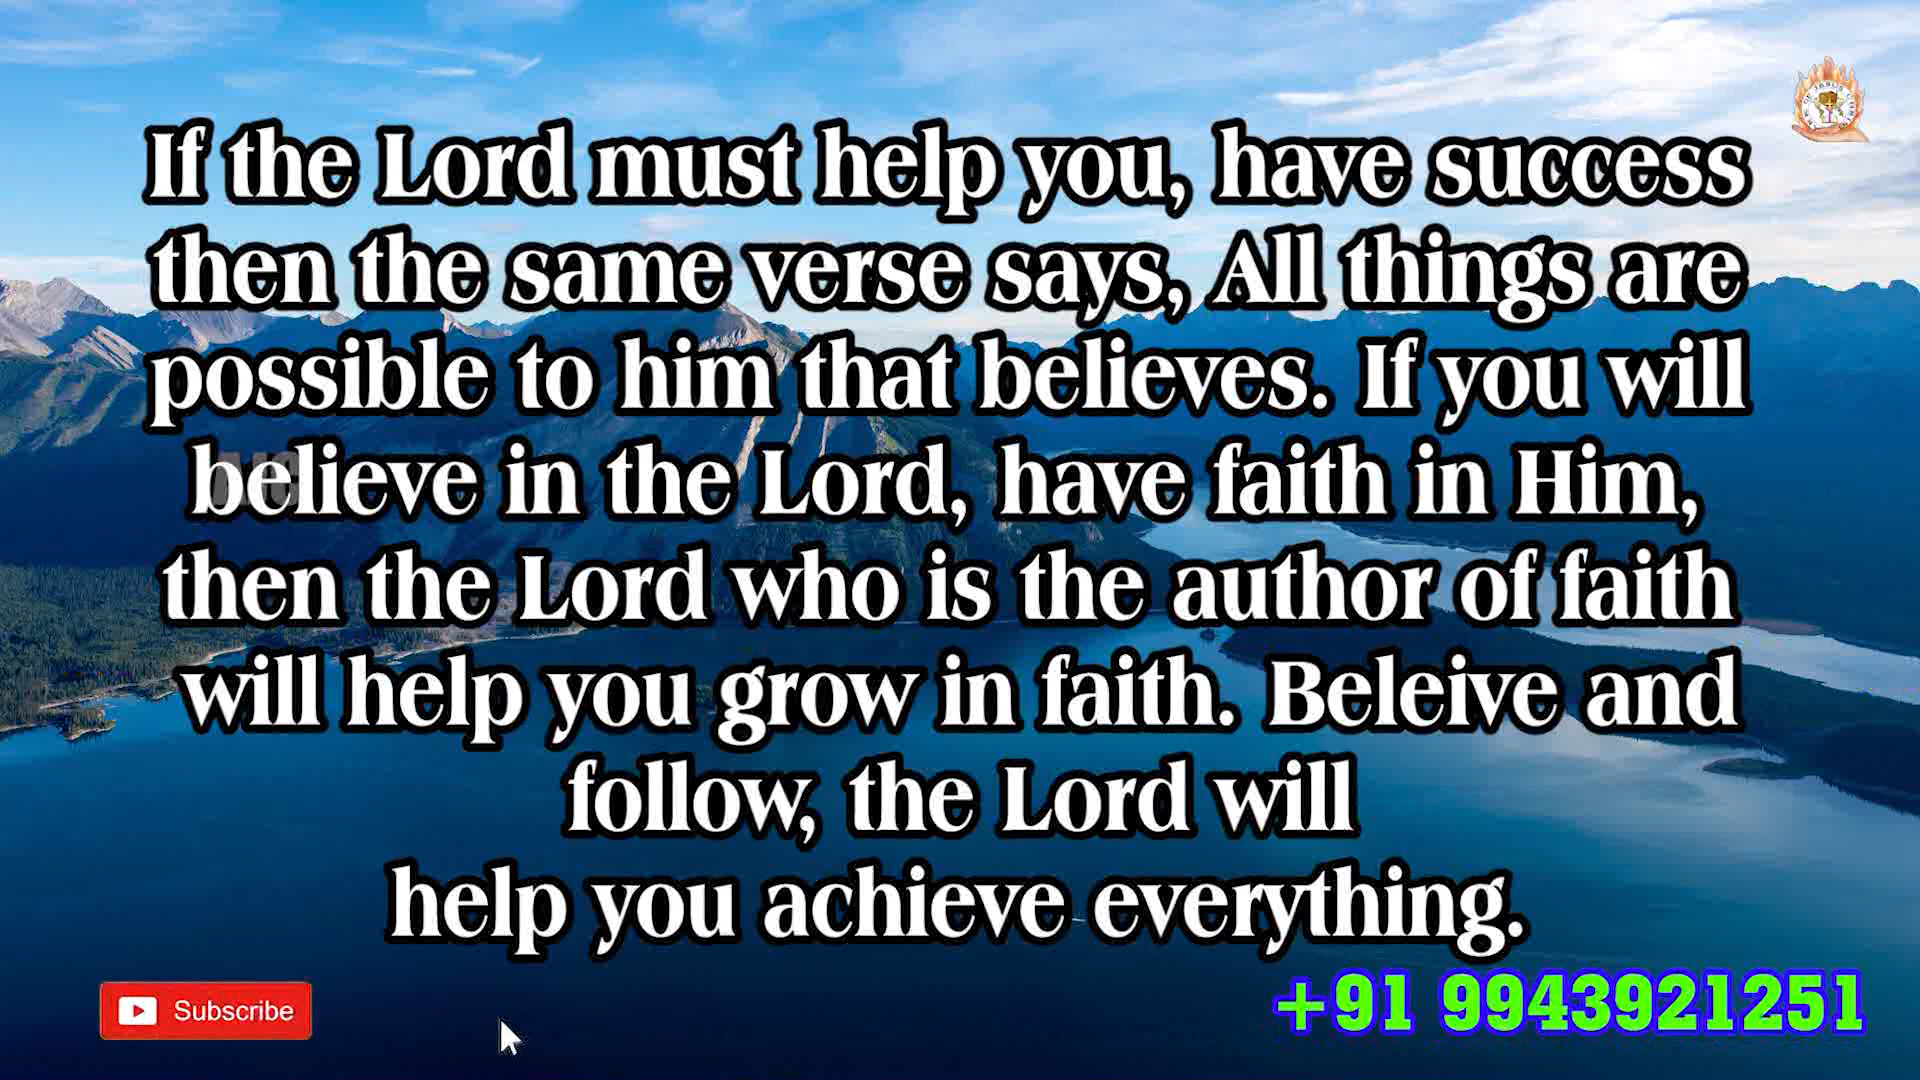 If the Lord must help you, have success
then the same verse says, All things are
possible to him that believes. If you will
believe in the Lord, have faith in Him,
then the Lord who is the author of faith
will help you grow in faith. Beleive and
follow, the Lord will
help you achieve everything.
Subscribe
+91 9943921251